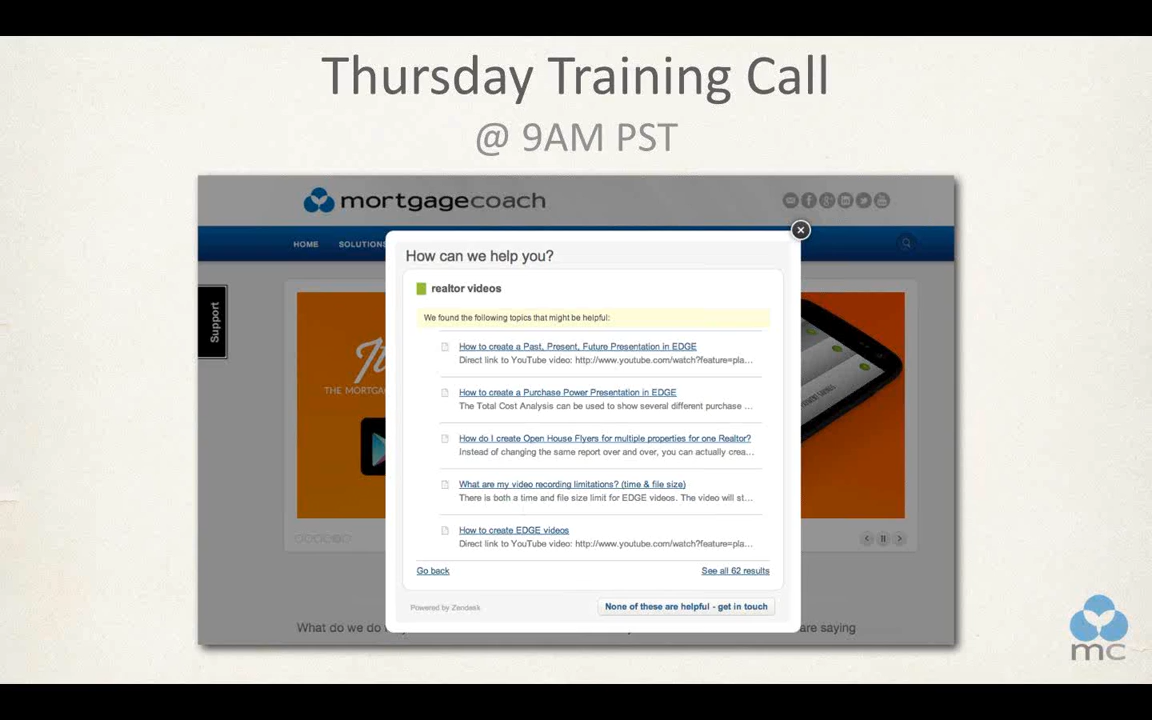 Thursday Training Call
@ 9AM PST
mortgagecoach
HOME SOLUTIONS
Support
How can we help you?
realtor videos
We found the following topics that might be helpful:
How to create a Past, Present, Future Presentation in EDGE
Direct link to YouTube video: http://www.youtube.com/watch?feature=pla...
How to create a Purchase Power Presentation in EDGE
The Total Cost Analysis can be used to show several different purchase ...
How do I create Open House Flyers for multiple properties for one Realtor?
Instead of changing the same report over and over, you can actually crea...
What are my video recording limitations? (time & file size)
There is both a time and file size limit for EDGE videos. The video will st...
How to create EDGE videos
Direct link to YouTube video: http://www.youtube.com/watch?feature=pla...
Go back
See all 62 results
Powered by Zendesk
None of these are helpful - get in touch
THE MORTGA
What do we do
are saying
mc